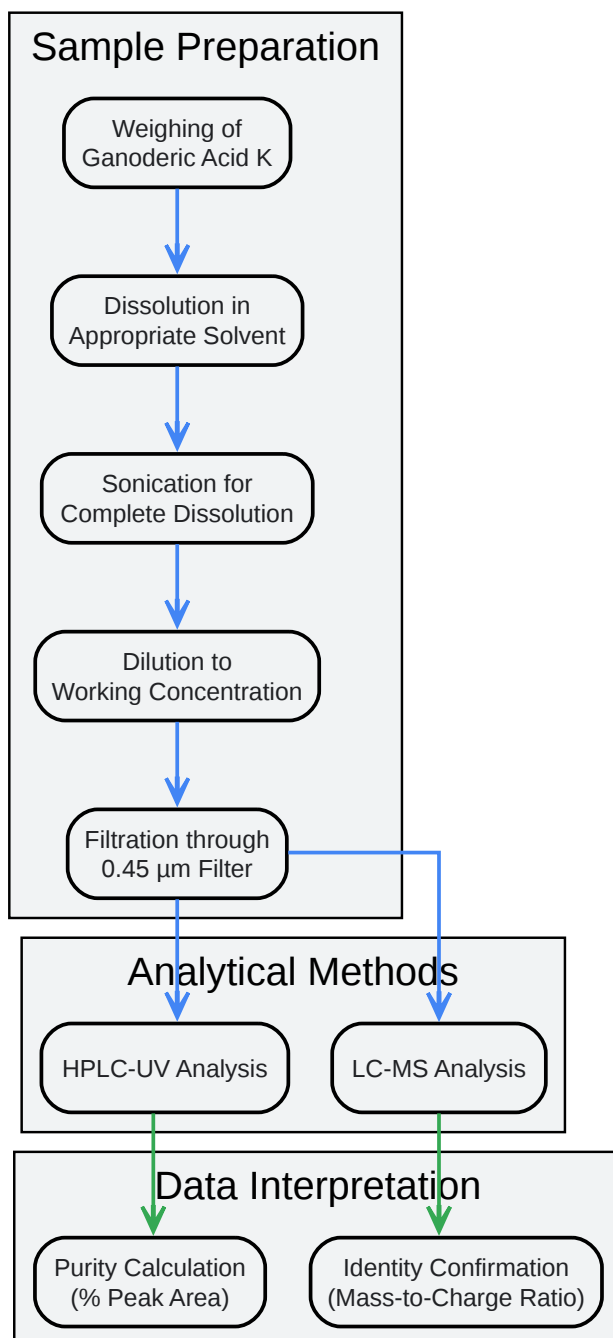 Sample Preparation
Weighing of
Ganoderic Acid K
Dissolution in
Appropriate Solvent
Sonication for
Complete Dissolution
Dilution to
Working Concentration
Filtration through
0.45 µm Filter
Analytical Methods
HPLC-UV Analysis
LC-MS Analysis
Data Interpretation
Purity Calculation
(% Peak Area)
Identity Confirmation
(Mass-to-Charge Ratio)